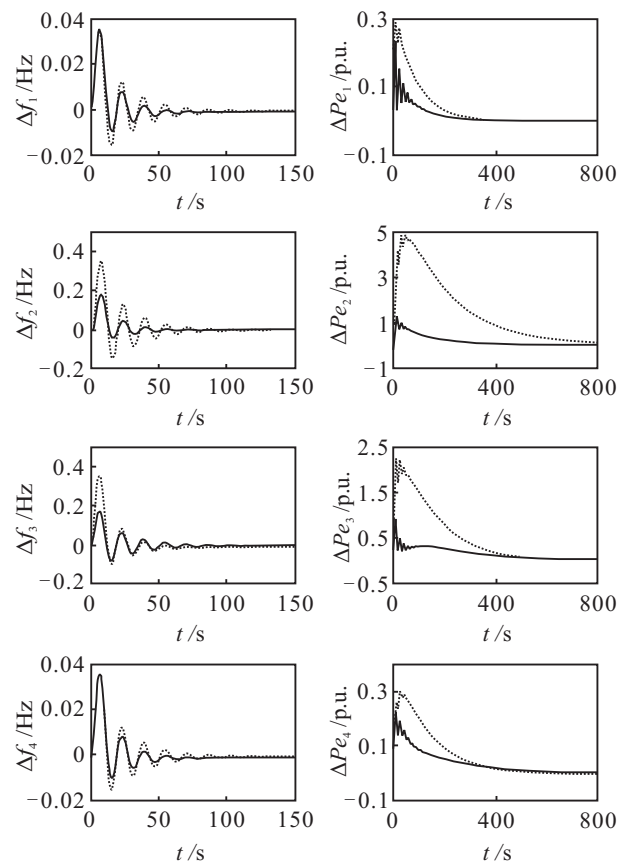 0.04
0.02
0
−0.02
Δf₁ /Hz
0 50 100 150
t /s
0.3
0.1
−0.1
ΔPe₁ /p.u.
0 400 800
t /s
0.4
0.2
0
−0.2
Δf₂ /Hz
0 50 100 150
t /s
5
3
1
−1
ΔPe₂ /p.u.
0 400 800
t /s
0.4
0.2
0
−0.2
Δf₃ /Hz
0 50 100 150
t /s
2.5
1.5
0.5
−0.5
ΔPe₃ /p.u.
0 400 800
t /s
0.04
0.02
0
−0.02
Δf₄ /Hz
0 50 100 150
t /s
0.3
0.1
−0.1
ΔPe₄ /p.u.
0 400 800
t /s